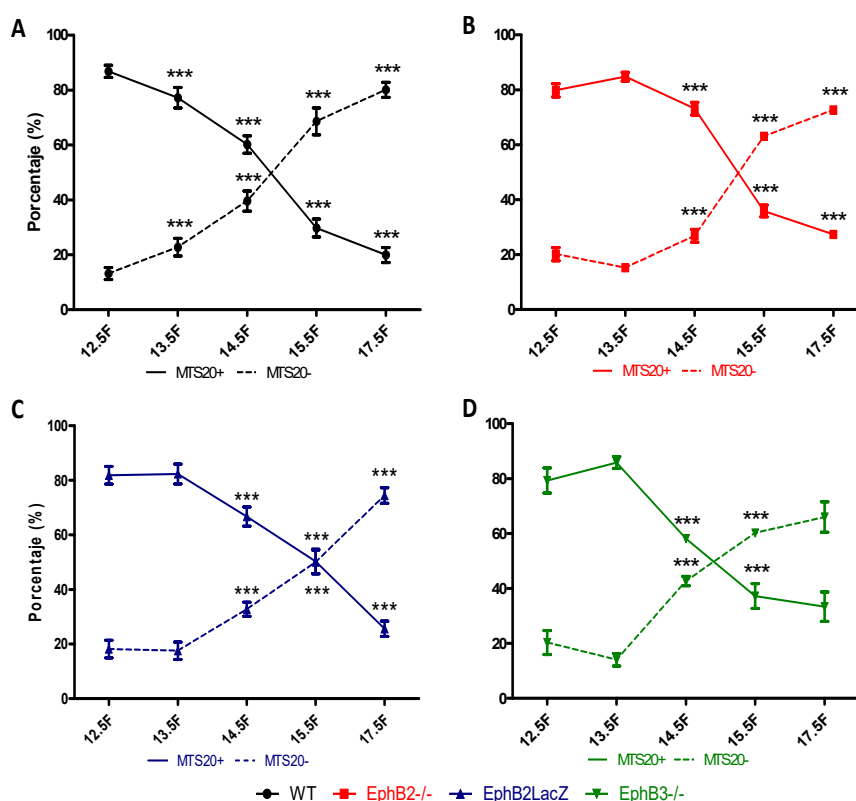 A
B
Porcentaje (%)
100
80
60
40
20
0
*** *** *** ***
*** *** *** ***
12.5F 13.5F 14.5F 15.5F 17.5F
MTS20+ MTS20-
100
80
60
40
20
0
*** *** ***
*** *** ***
12.5F 13.5F 14.5F 15.5F 17.5F
MTS20+ MTS20-
C
D
Porcentaje (%)
100
80
60
40
20
0
*** *** ***
*** *** *** ***
*** 
12.5F 13.5F 14.5F 15.5F 17.5F
MTS20+ MTS20-
100
80
60
40
20
0
*** ***
*** ***
12.5F 13.5F 14.5F 15.5F 17.5F
MTS20+ MTS20-
WT EphB2-/- EphB2LacZ EphB3-/-